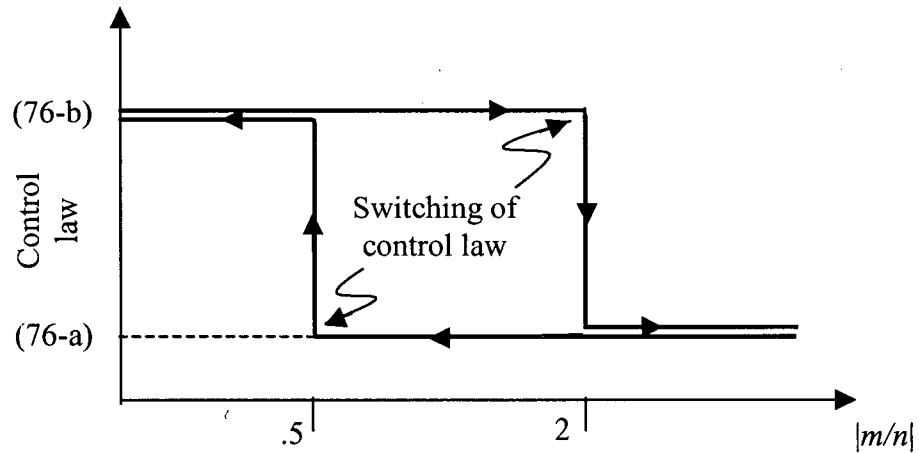 (76-b)
Control
law
Switching of
control law
(76-a)
.5
2
|m/n|